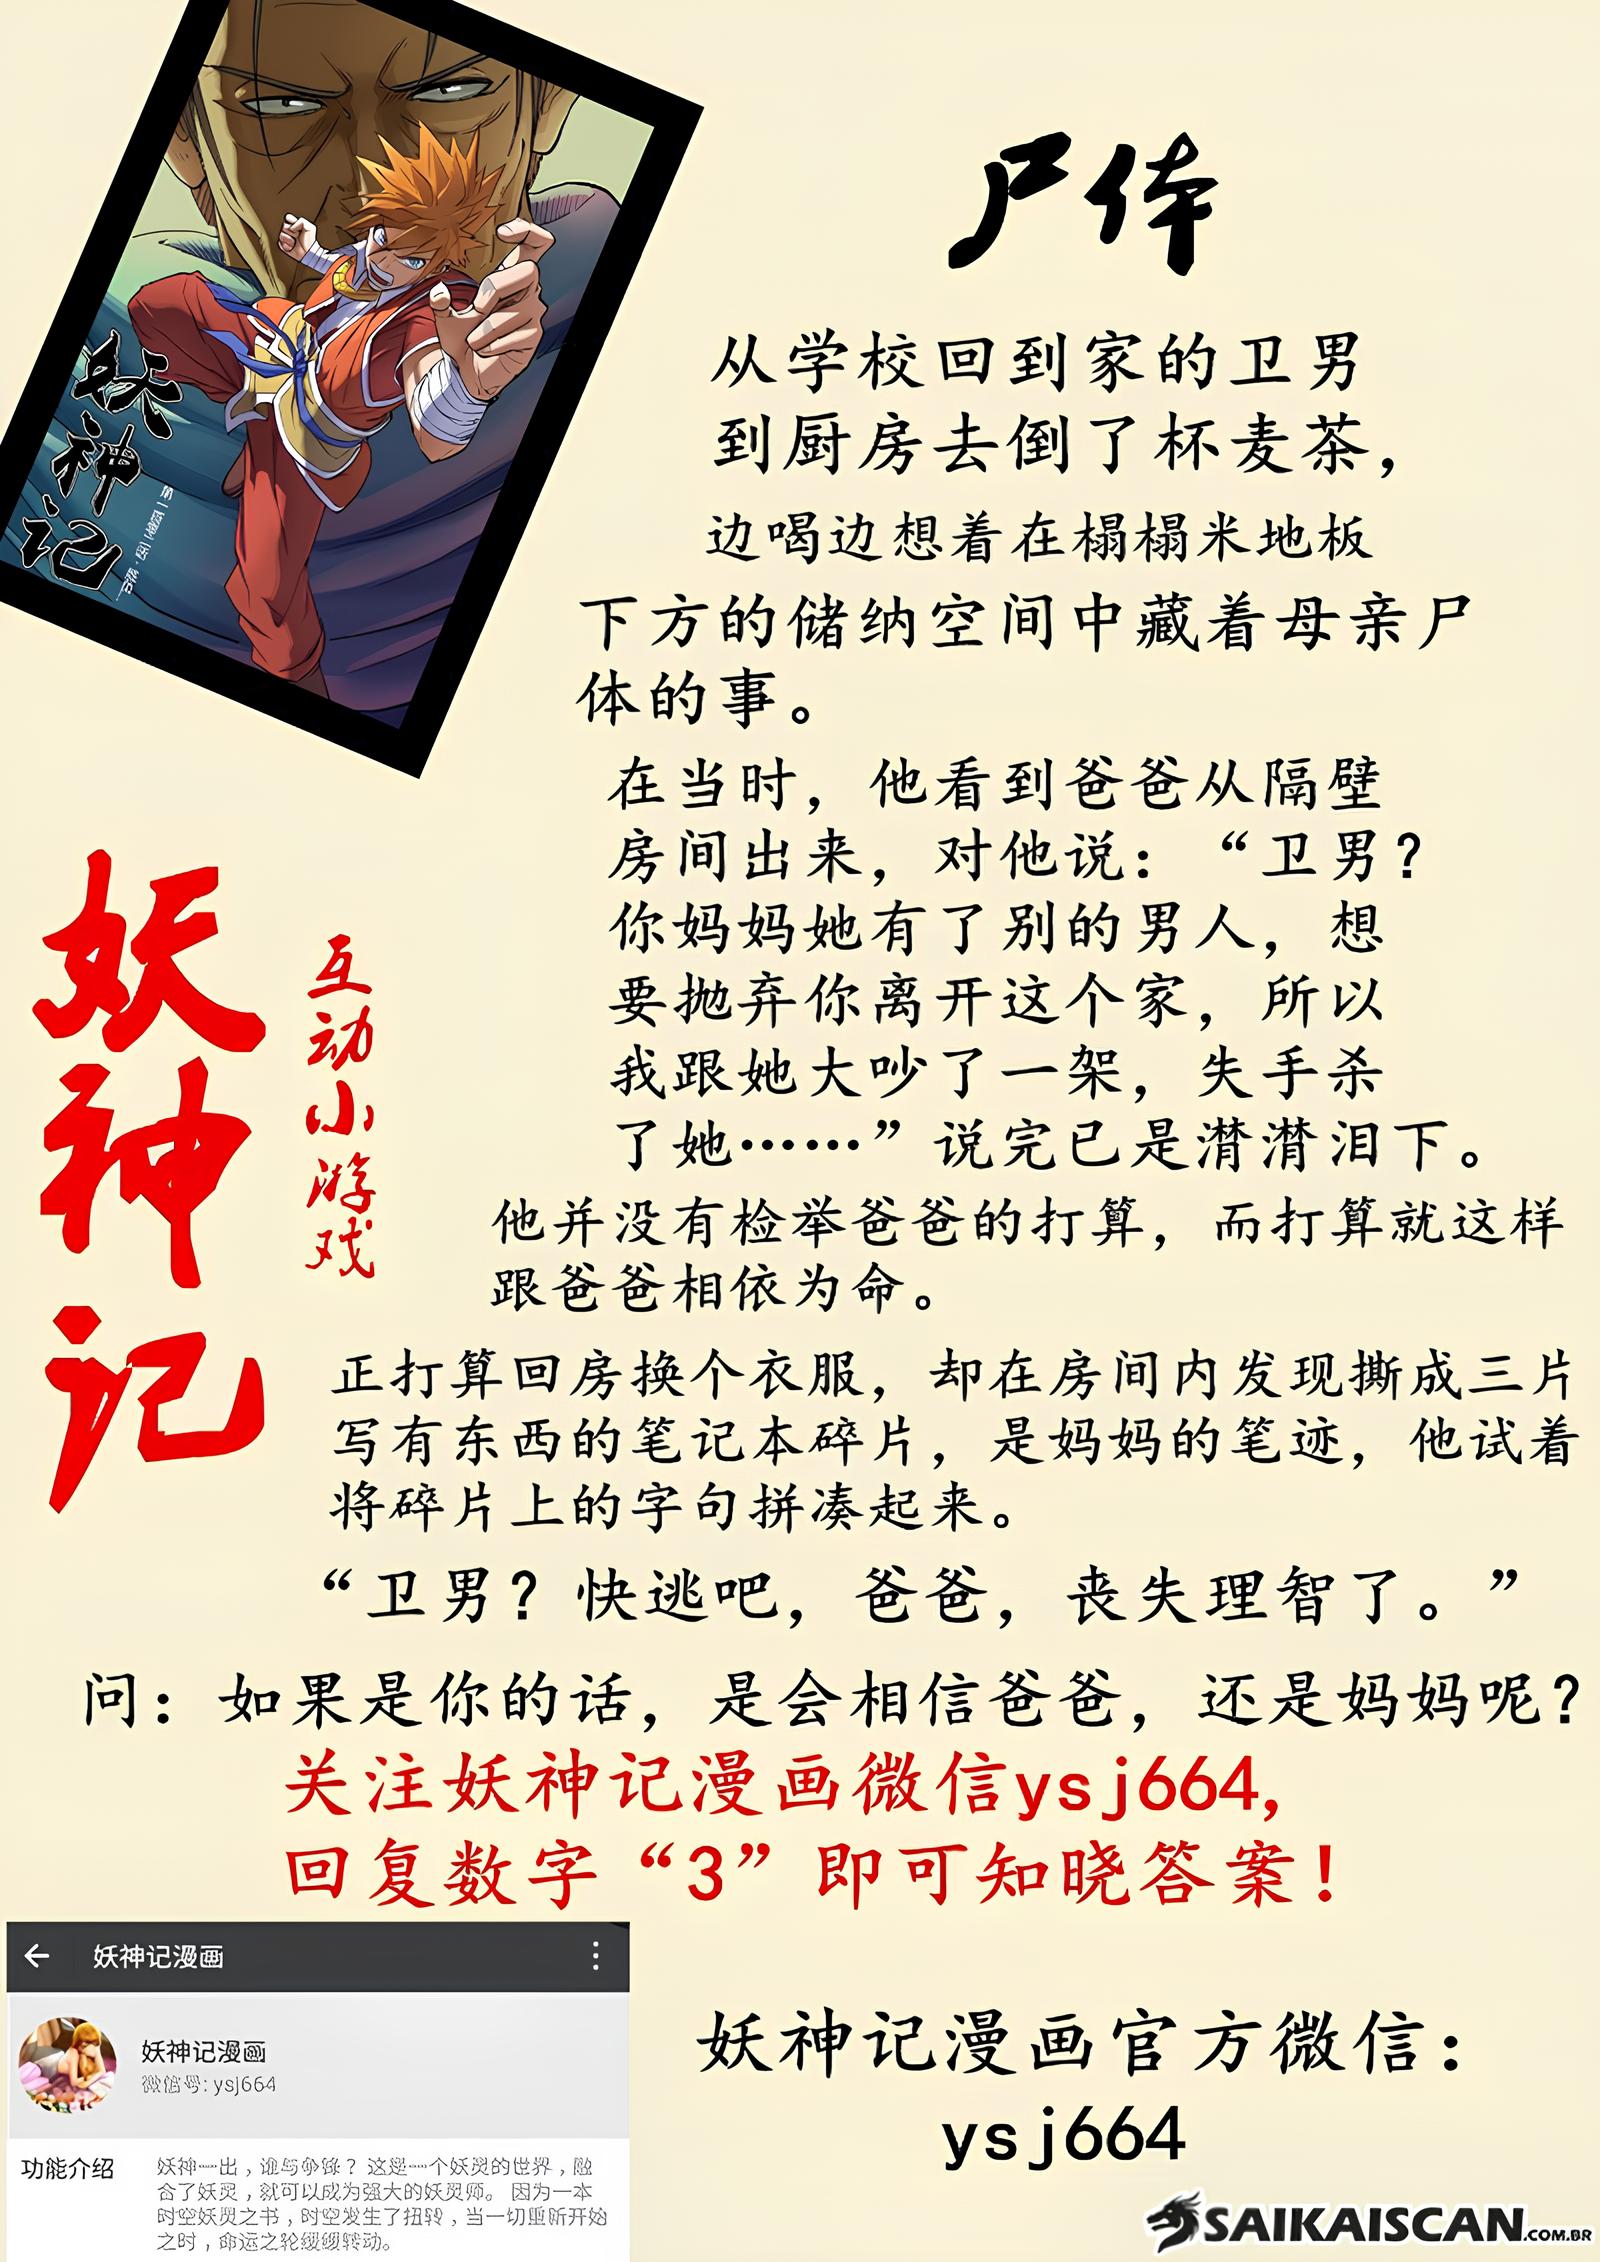 妖神记
尸体
从学校回到家的卫男
到厨房去倒了杯麦茶，
边喝边想着在榻榻米地板
下方的储纳空间中藏着母亲尸
体的事。
在当时，他看到爸爸从隔壁
房间出来，对他说：“卫男？
你妈妈她有了别的男人，想
要抛弃你离开这个家，所以
我跟她大吵了一架，失手杀
了她……”说完已是潸潸泪下。
他并没有检举爸爸的打算，而打算就这样
跟爸爸相依为命。
妖神记
互动小游戏
正打算回房换个衣服，却在房间内发现撕成三片
写有东西的笔记本碎片，是妈妈的笔迹，他试着
将碎片上的字句拼凑起来。
“卫男？快逃吧，爸爸，丧失理智了。”
问：如果是你的话，是会相信爸爸，还是妈妈呢？
关注妖神记漫画微信ysj664,
回复数字“3”即可知晓答案！
妖神记漫画
妖神记漫画
微信号:ysj664
功能介绍
妖神一出，谁与争锋？这是一个妖灵的世界，融
合了妖灵，就可以成为强大的妖灵师。因为一本
时空妖灵之书，时空发生了扭转，当一切重新开始
之时，命运之轮缓缓转动。
妖神记漫画官方微信：
ysj664
SAIKAISCAN.COM.BR